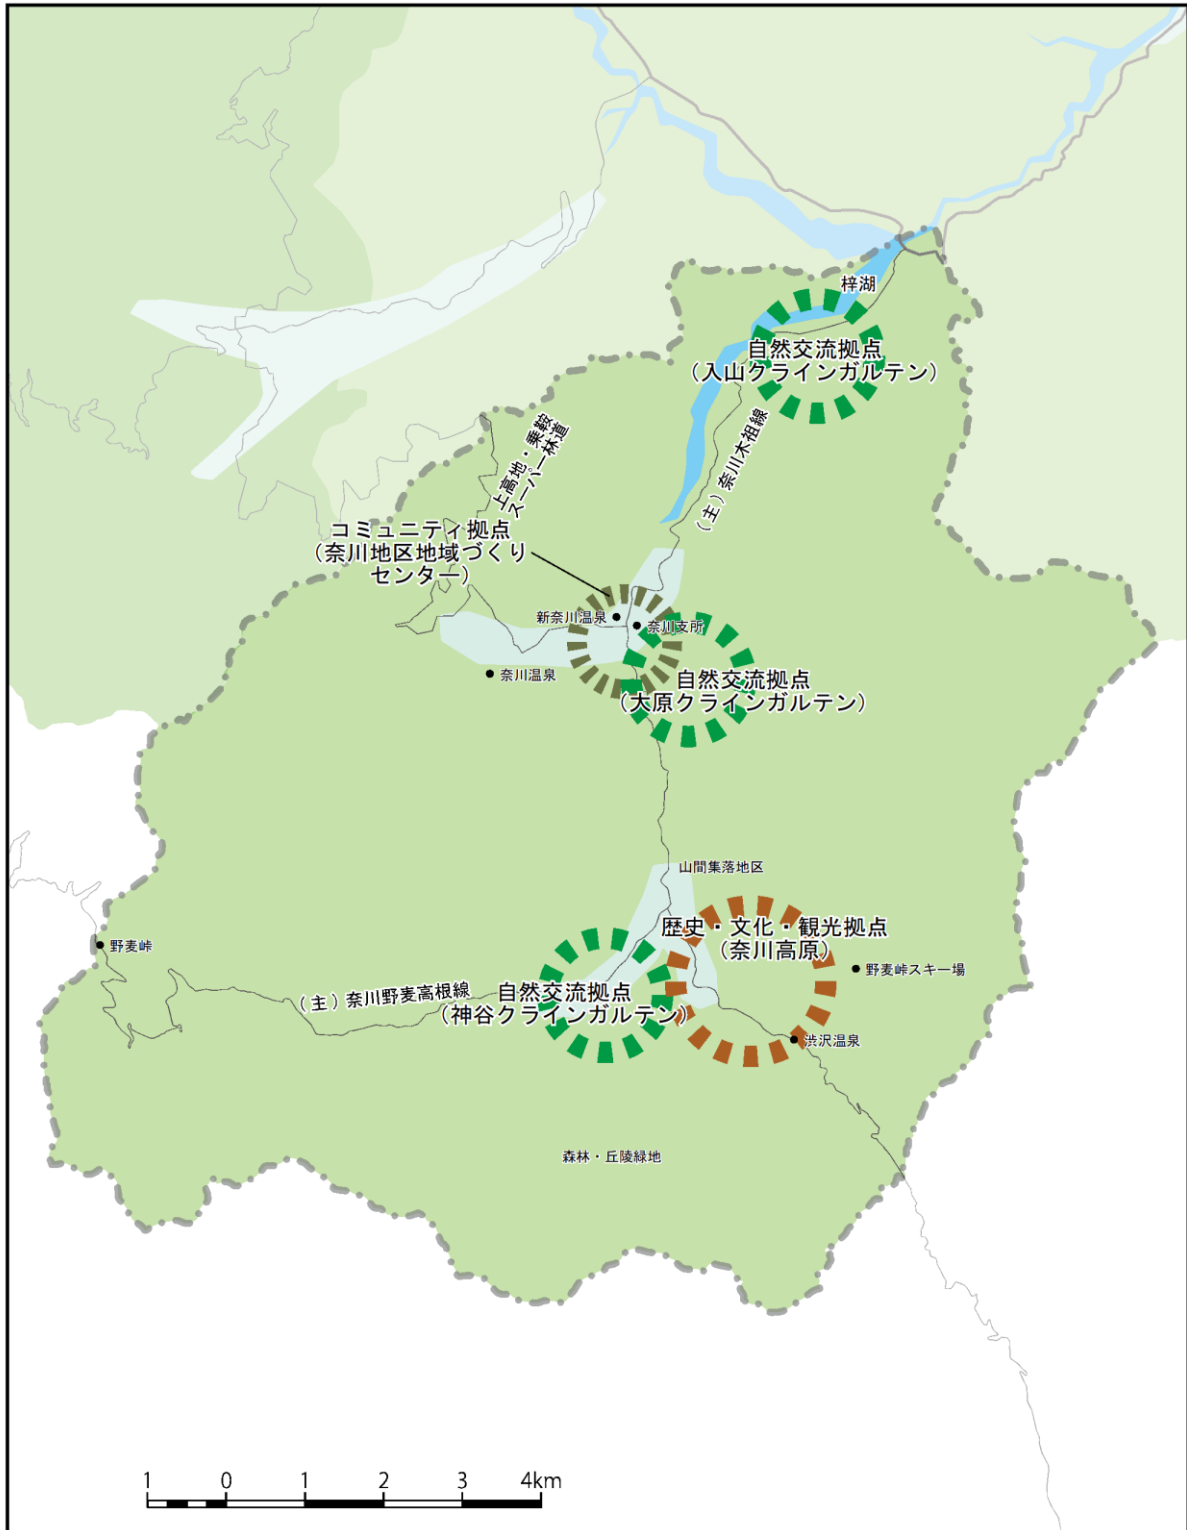 梓湖
自然交流拠点
（入山クラインガルテン）
（主）奈川木祖線
上高地・乗鞍
スーパー林道
コミュニティ拠点
（奈川地区地域づくり
センター）
新奈川温泉
奈川支所
奈川温泉
自然交流拠点
（大原クラインガルテン）
山間集落地区
歴史・文化・観光拠点
（奈川高原）
野麦峠
野麦峠スキー場
（主）奈川野麦高根線
自然交流拠点
（神谷クラインガルテン）
渋沢温泉
森林・丘陵緑地
1 0 1 2 3 4km